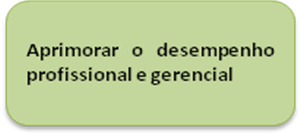 Aprimorar o desempenho
profissional e gerencial